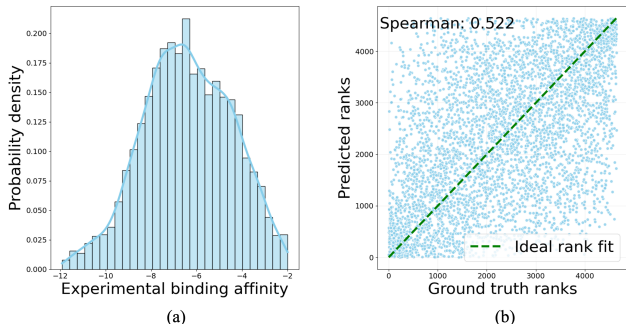 Probability density
0.200
0.175
0.150
0.125
0.100
0.075
0.050
0.025
0.000
−12 −10 −8 −6 −4 −2
Experimental binding affinity
(a)
Spearman: 0.522
Predicted ranks
4000
3000
2000
1000
0
Ideal rank fit
0 1000 2000 3000 4000
Ground truth ranks
(b)